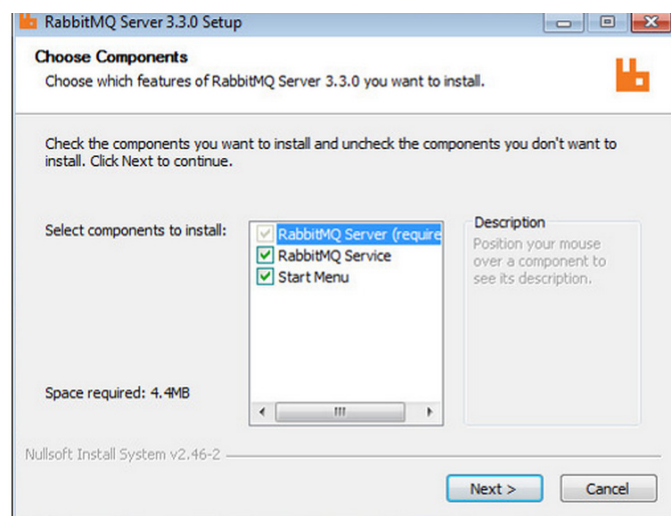 RabbitMQ Server 3.3.0 Setup
Choose Components
Choose which features of RabbitMQ Server 3.3.0 you want to install.
Check the components you want to install and uncheck the components you don't want to
install. Click Next to continue.
Select components to install:
RabbitMQ Server (require
RabbitMQ Service
Start Menu
Description
Position your mouse
over a component to
see its description.
Space required: 4.4MB
Nullsoft Install System v2.46-2
Next >
Cancel